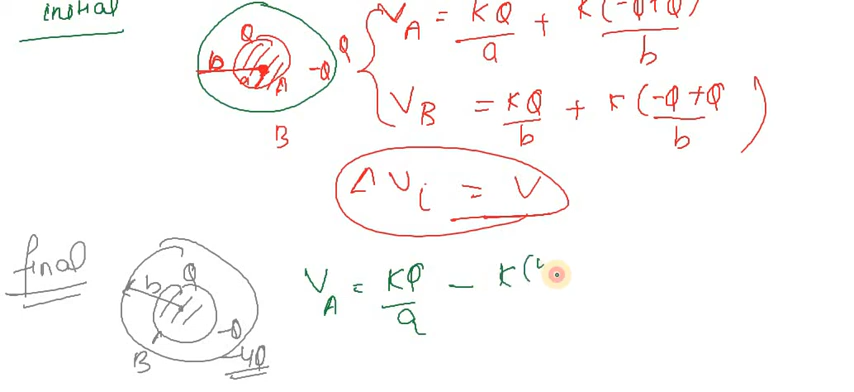 initial
V_A = KQ/a + K(-Q+Q)/b
Q
b
a
A
-Q
Q
B
V_B = KQ/b + K(-Q+Q)/b
ΔV_i = V
final
b
Q
-Q
B
-4Q
V_A = KQ/a - K(